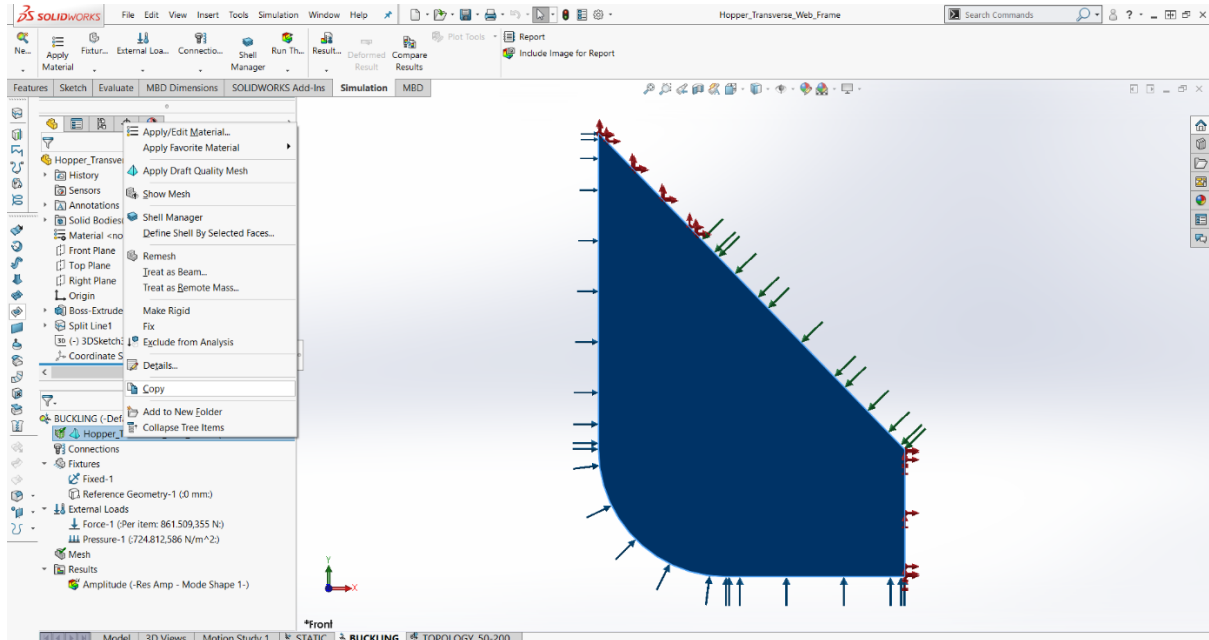 SOLIDWORKS File Edit View Insert Tools Simulation Window Help Hopper_Transverse_Web_Frame Search Commands
Ne... Apply Material Fixtur... External Loa... Connectio... Shell Manager Run Th... Result... Deformed Result Compare Results Plot Tools Report
Include Image for Report
Features Sketch Evaluate MBD Dimensions SOLIDWORKS Add-Ins Simulation MBD
Apply/Edit Material...
Apply Favorite Material
Apply Draft Quality Mesh
Show Mesh
Shell Manager
Define Shell By Selected Faces...
Remesh
Treat as Beam...
Treat as Remote Mass...
Make Rigid
Fix
Exclude from Analysis
Details...
Copy
Add to New Folder
Collapse Tree Items
Hopper_Transver
History
Sensors
Annotations
Solid Bodies
Material <no
Front Plane
Top Plane
Right Plane
Origin
Boss-Extrude
Split Line1
(-) 3DSketch
Coordinate S
BUCKLING (-Def
Hopper_T
Connections
Fixtures
Fixed-1
Reference Geometry-1 (:0 mm:)
External Loads
Force-1 (:Per item: 861.509,355 N:)
Pressure-1 (:724.812,586 N/m^2:)
Mesh
Results
Amplitude (-Res Amp - Mode Shape 1-)
Y
X
*Front
Model 3D Views Motion Study 1 STATIC BUCKLING TOPOLOGY 50-200